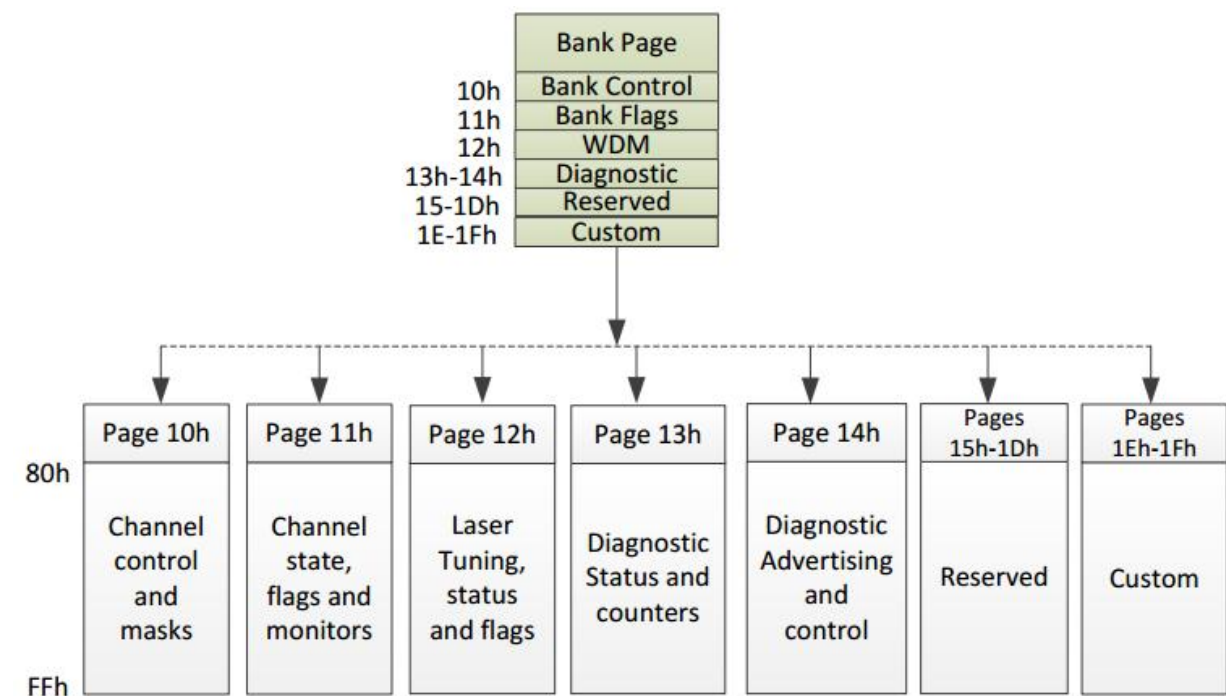 Bank Page
10h Bank Control
11h Bank Flags
12h WDM
13h-14h Diagnostic
15-1Dh Reserved
1E-1Fh Custom
Page 10h
Page 11h
Page 12h
Page 13h
Page 14h
Pages
15h-1Dh
Pages
1Eh-1Fh
80h
Channel
control
and
masks
Channel
state,
flags and
monitors
Laser
Tuning,
status
and flags
Diagnostic
Status and
counters
Diagnostic
Advertising
and
control
Reserved
Custom
FFh